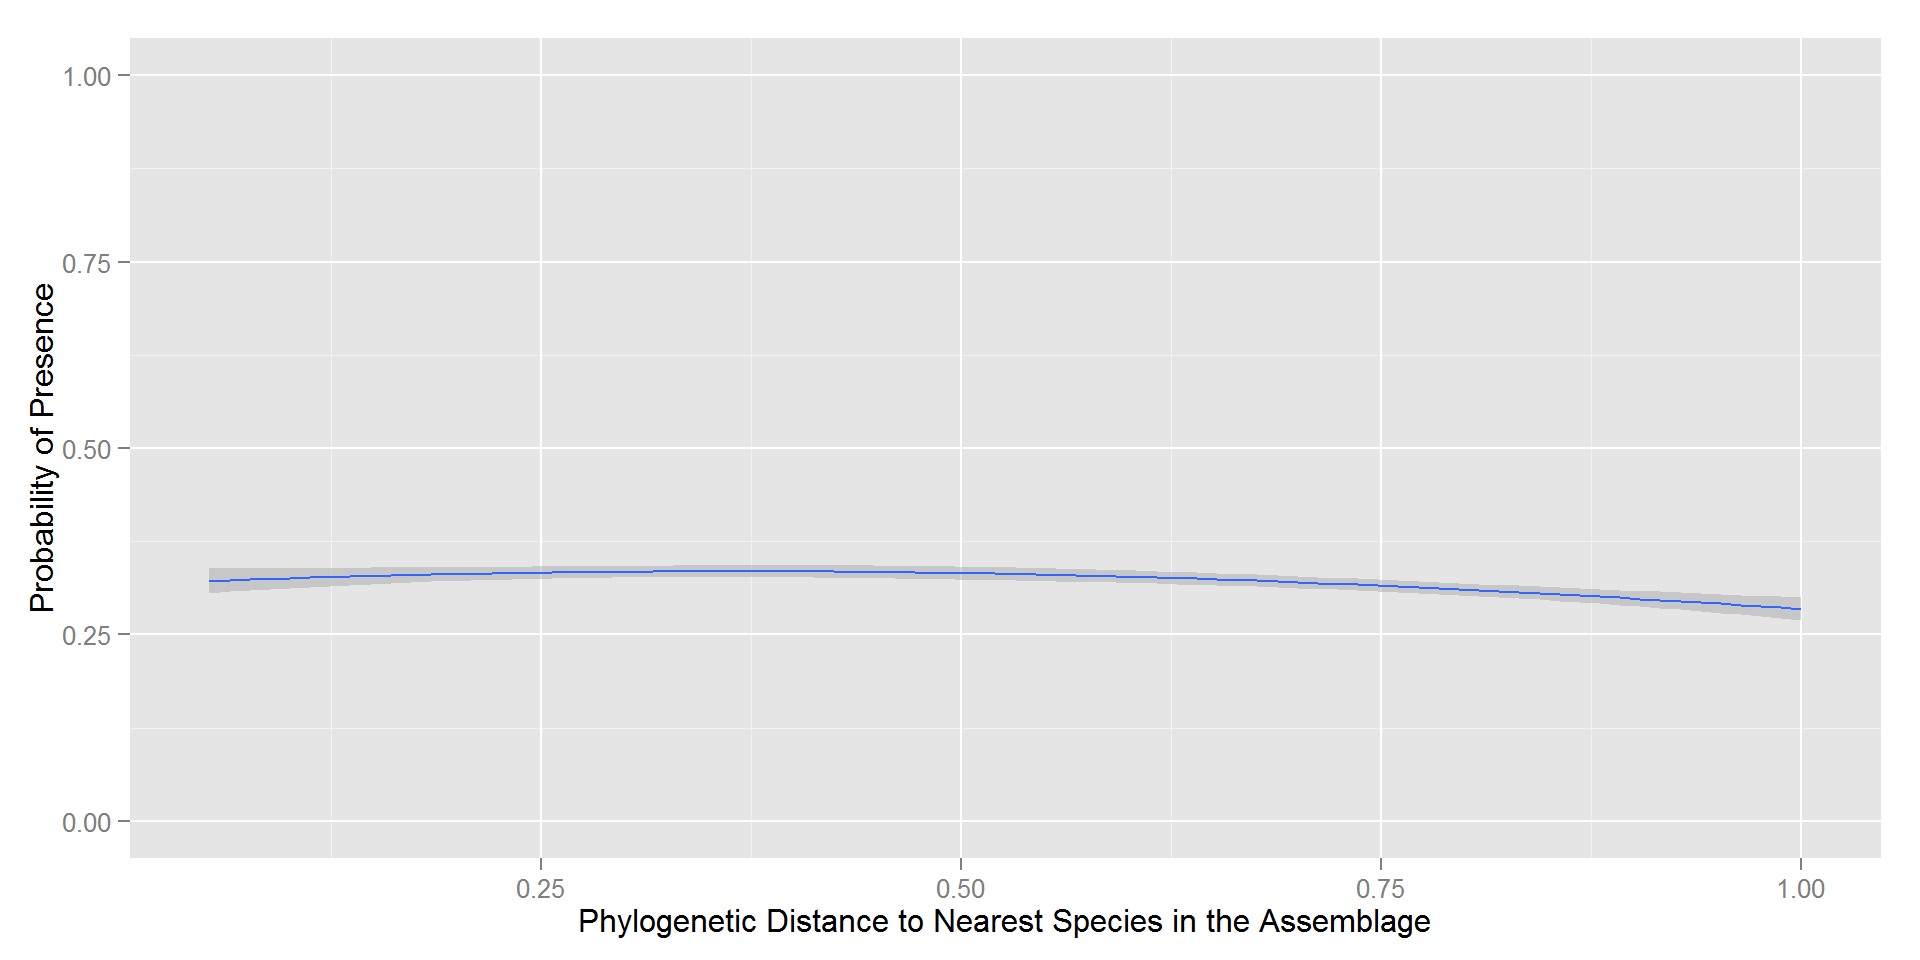 Probability of Presence
1.00
0.75
0.50
0.25
0.00
0.25 0.50 0.75 1.00
Phylogenetic Distance to Nearest Species in the Assemblage